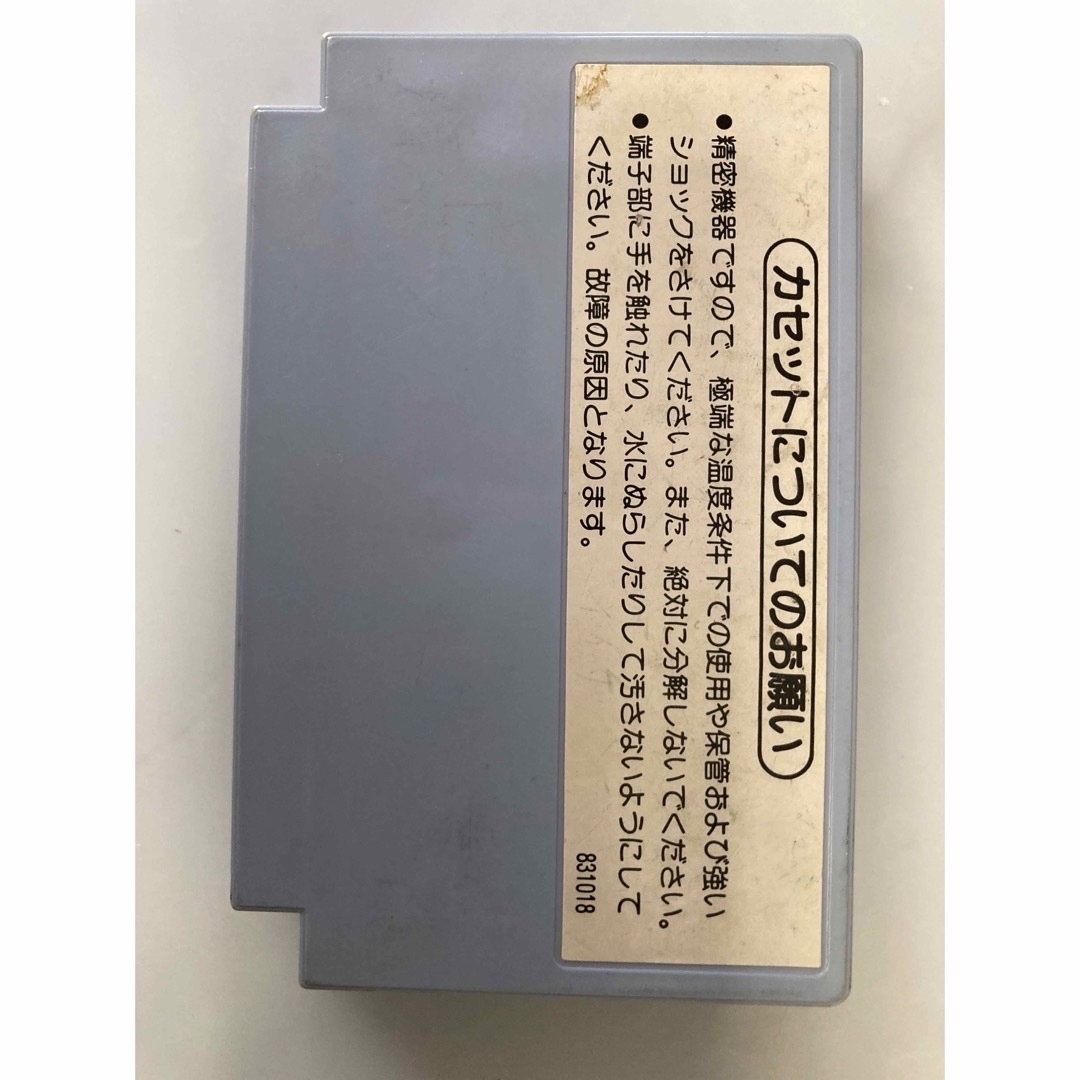 カセットについてのお願い
●精密機器ですので、極端な温度条件下での使用や保管および強い
ショックをさけてください。また、絶対に分解しないでください。
●端子部に手を触れたり、水にぬらしたりして汚さないようにして
ください。故障の原因となります。
831018